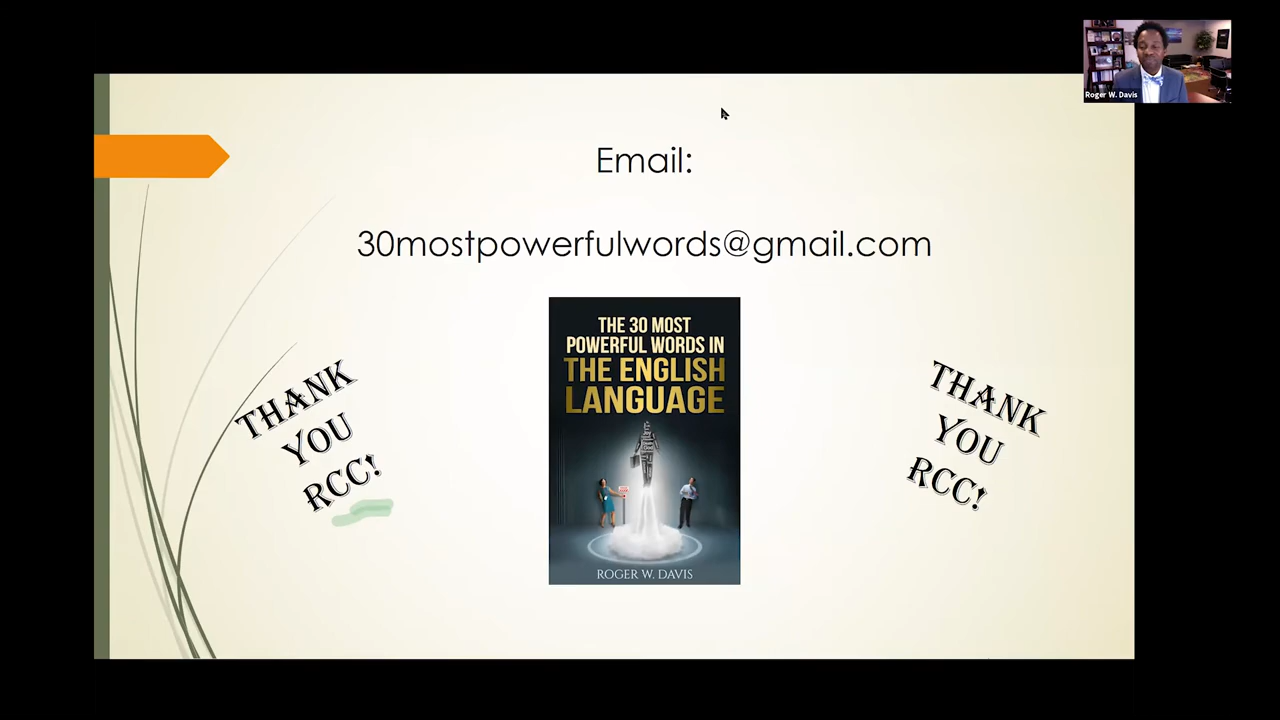 Roger W. Davis
Email:
30mostpowerfulwords@gmail.com
THE 30 MOST
POWERFUL WORDS IN
THE ENGLISH
LANGUAGE
ROGER W. DAVIS
THANK
YOU
RCC!
THANK
YOU
RCC!